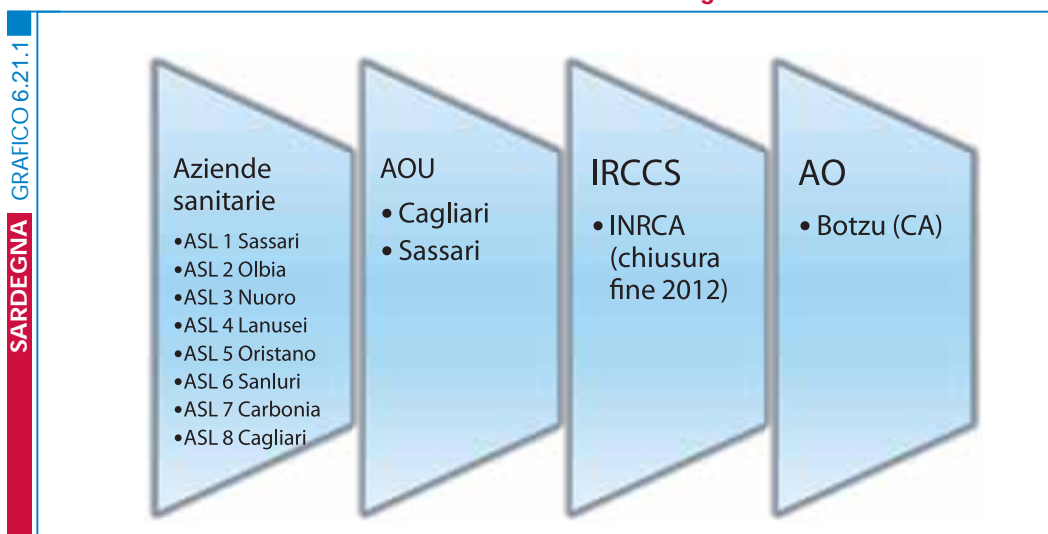 GRAFICO 6.21.1
SARDEGNA
Aziende
sanitarie
•ASL 1 Sassari
•ASL 2 Olbia
•ASL 3 Nuoro
•ASL 4 Lanusei
•ASL 5 Oristano
•ASL 6 Sanluri
•ASL 7 Carbonia
•ASL 8 Cagliari
AOU
• Cagliari
• Sassari
IRCCS
• INRCA
(chiusura
fine 2012)
AO
• Botzu (CA)